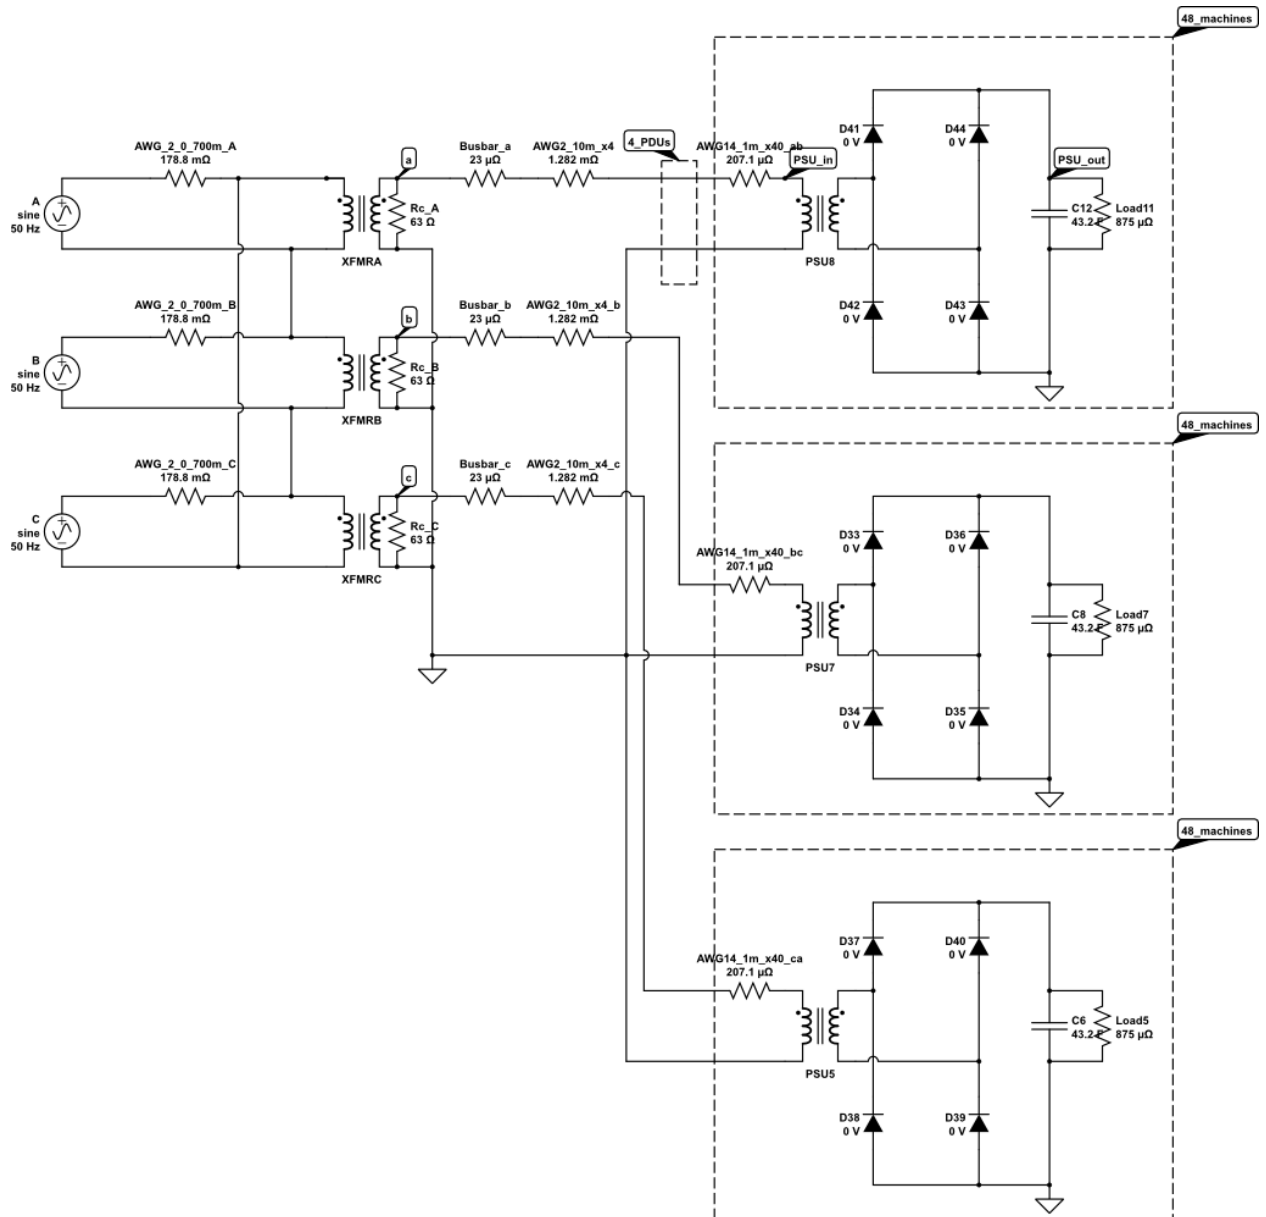 48_machines
AWG_2_0_700m_A
178.8 mΩ
A
sine
50 Hz
XFMRA
a
Rc_A
63 Ω
Busbar_a
23 µΩ
AWG2_10m_x4
1.282 mΩ
4_PDUs
AWG14_1m_x40_ab
207.1 µΩ
PSU_in
PSU8
D41
0 V
D44
0 V
D42
0 V
D43
0 V
PSU_out
C12
43.2 F
Load11
875 µΩ
AWG_2_0_700m_B
178.8 mΩ
B
sine
50 Hz
XFMRB
b
Rc_B
63 Ω
Busbar_b
23 µΩ
AWG2_10m_x4_b
1.282 mΩ
48_machines
AWG_2_0_700m_C
178.8 mΩ
C
sine
50 Hz
XFMRC
c
Rc_C
63 Ω
Busbar_c
23 µΩ
AWG2_10m_x4_c
1.282 mΩ
AWG14_1m_x40_bc
207.1 µΩ
PSU7
D33
0 V
D36
0 V
D34
0 V
D35
0 V
C8
43.2 F
Load7
875 µΩ
48_machines
AWG14_1m_x40_ca
207.1 µΩ
PSU5
D37
0 V
D40
0 V
D38
0 V
D39
0 V
C6
43.2 F
Load5
875 µΩ